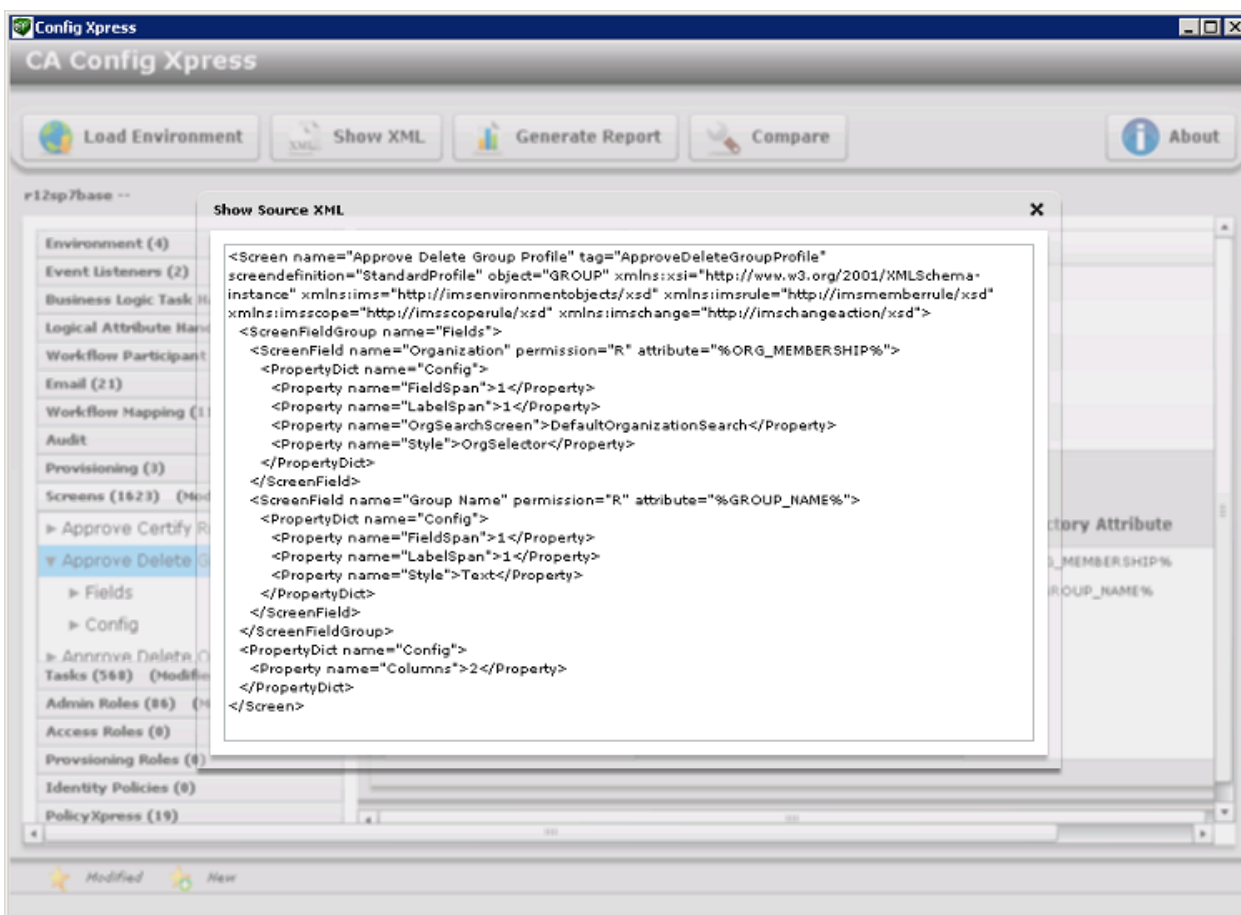 Config Xpress
CA Config Xpress
Load Environment
XML
Show XML
Generate Report
Compare
About
r12sp7base --
Show Source XML
Environment (4)
Event Listeners (2)
Business Logic Task
Logical Attribute
Workflow Participant
Email (21)
Workflow Mapping
Audit
Provisioning (3)
Screens (1623)
Approve Certify
Approve Delete
Fields
Config
Approve Delete
Tasks (568)
Admin Roles (86)
Access Roles (0)
Provsioning Roles (0)
Identity Policies (0)
PolicyXpress (19)
<Screen name="Approve Delete Group Profile" tag="ApproveDeleteGroupProfile"
screendefinition="StandardProfile" object="GROUP" xmlns:xsi="http://www.w3.org/2001/XMLSchema-
instance" xmlns:ims="http://imsenvironmentobjects/xsd" xmlns:imsrule="http://imsmemberrule/xsd"
xmlns:imsscope="http://imsscoperule/xsd" xmlns:imschange="http://imschangeaction/xsd">
<ScreenFieldGroup name="Fields">
<ScreenField name="Organization" permission="R" attribute="%ORG_MEMBERSHIP%">
<PropertyDict name="Config">
<Property name="FieldSpan">1</Property>
<Property name="LabelSpan">1</Property>
<Property name="OrgSearchScreen">DefaultOrganizationSearch</Property>
<Property name="Style">OrgSelector</Property>
</PropertyDict>
</ScreenField>
<ScreenField name="Group Name" permission="R" attribute="%GROUP_NAME%">
<PropertyDict name="Config">
<Property name="FieldSpan">1</Property>
<Property name="LabelSpan">1</Property>
<Property name="Style">Text</Property>
</PropertyDict>
</ScreenField>
</ScreenFieldGroup>
<PropertyDict name="Config">
<Property name="Columns">2</Property>
</PropertyDict>
</Screen>
Attribute
Modified
New